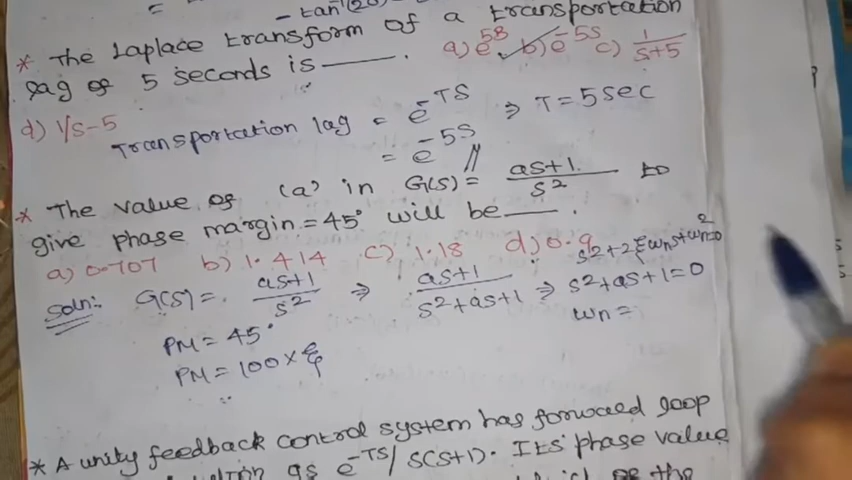 = - tan⁻¹(20)
* The Laplace transform of a transportation
lag of 5 seconds is ——. a) e^5s b) e^-5s c) 1/(s+5)
d) 1/s-5
Transportation lag = e^-TS ⇒ T = 5 sec
= e^-5s //
* The value of (a) in G(s) = (as+1)/s² to
give phase margin = 45° will be ——.
a) 0.707 b) 1.414 c) 1.18 d) 0.9
s²+2ξωns+ωn²=0
Soln: G(s) = (as+1)/s² ⇒ (as+1)/(s²+as+1) ⇒ s²+as+1=0
PM = 45° ωn =
PM = 100 × ξ
* A unity feedback control system has forward loop
as e^-TS/s(s+1). Its phase value
the